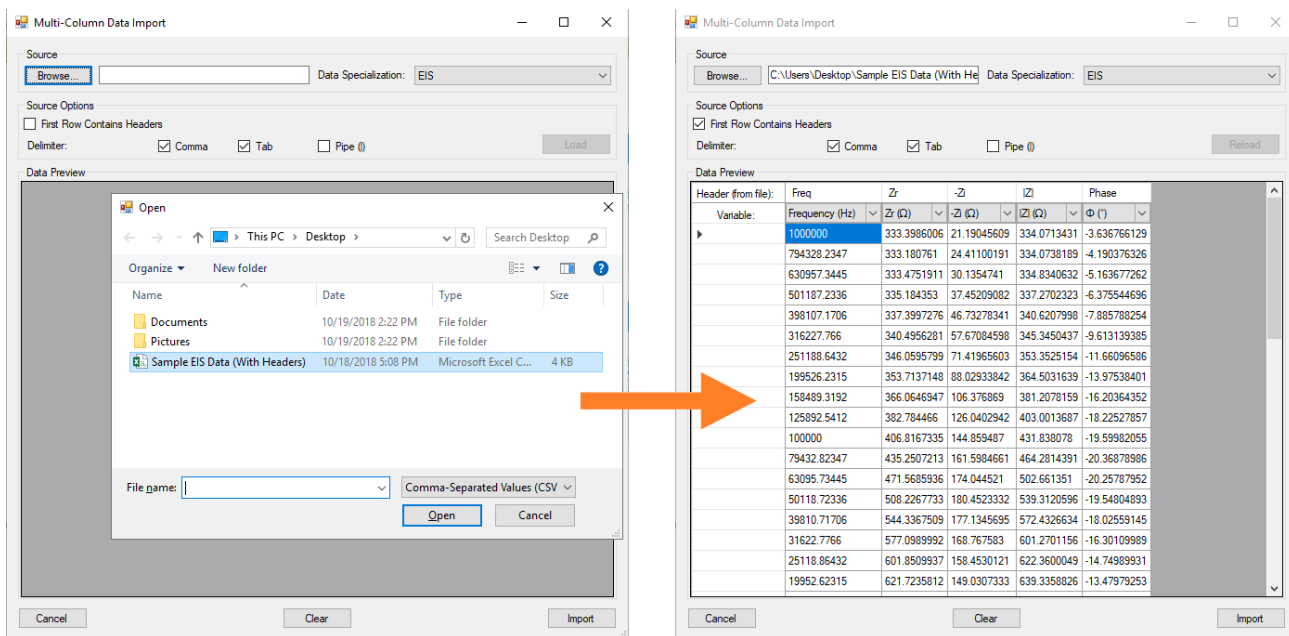 Multi-Column Data Import
Source
Browse... Data Specialization: EIS
Source Options
First Row Contains Headers
Delimiter: Comma Tab Pipe (|) Load
Data Preview
Open
This PC > Desktop > Search Desktop
Organize New folder
Name Date Type Size
Documents 10/19/2018 2:22 PM File folder
Pictures 10/19/2018 2:22 PM File folder
Sample EIS Data (With Headers) 10/18/2018 5:08 PM Microsoft Excel C... 4 KB
File name: Comma-Separated Values (CSV
Open Cancel
Cancel Clear Import
Multi-Column Data Import
Source
Browse... C:\Users\Desktop\Sample EIS Data (With He Data Specialization: EIS
Source Options
First Row Contains Headers
Delimiter: Comma Tab Pipe (|) Reload
Data Preview
Header (from file): Freq Zr -Zi |Z| Phase
Variable: Frequency (Hz) Zr (Ω) -Zi (Ω) |Z| (Ω) Φ (°)
1000000 333.3986006 21.19045609 334.0713431 -3.636766129
794328.2347 333.180761 24.41100191 334.0738189 -4.190376326
630957.3445 333.4751911 30.1354741 334.8340632 -5.163677262
501187.2336 335.184353 37.45209082 337.2702323 -6.375544696
398107.1706 337.3997276 46.73278341 340.6207998 -7.885788254
316227.766 340.4956281 57.67084598 345.3450437 -9.613139385
251188.6432 346.0595799 71.41965603 353.3525154 -11.66096586
199526.2315 353.7137148 88.02933842 364.5031639 -13.97538401
158489.3192 366.0646947 106.376869 381.2078159 -16.20364352
125892.5412 382.784466 126.0402942 403.0013687 -18.22527857
100000 406.8167335 144.859487 431.838078 -19.59982055
79432.82347 435.2507213 161.5984661 464.2814391 -20.36878986
63095.73445 471.5685936 174.044521 502.661351 -20.25787952
50118.72336 508.2267733 180.4523332 539.3120596 -19.54804893
39810.71706 544.3367509 177.1345695 572.4326634 -18.02559145
31622.7766 577.0989992 168.767583 601.2701156 -16.30109989
25118.86432 601.8509937 158.4530121 622.3600049 -14.74989931
19952.62315 621.7235812 149.0307333 639.3358826 -13.47979253
Cancel Clear Import